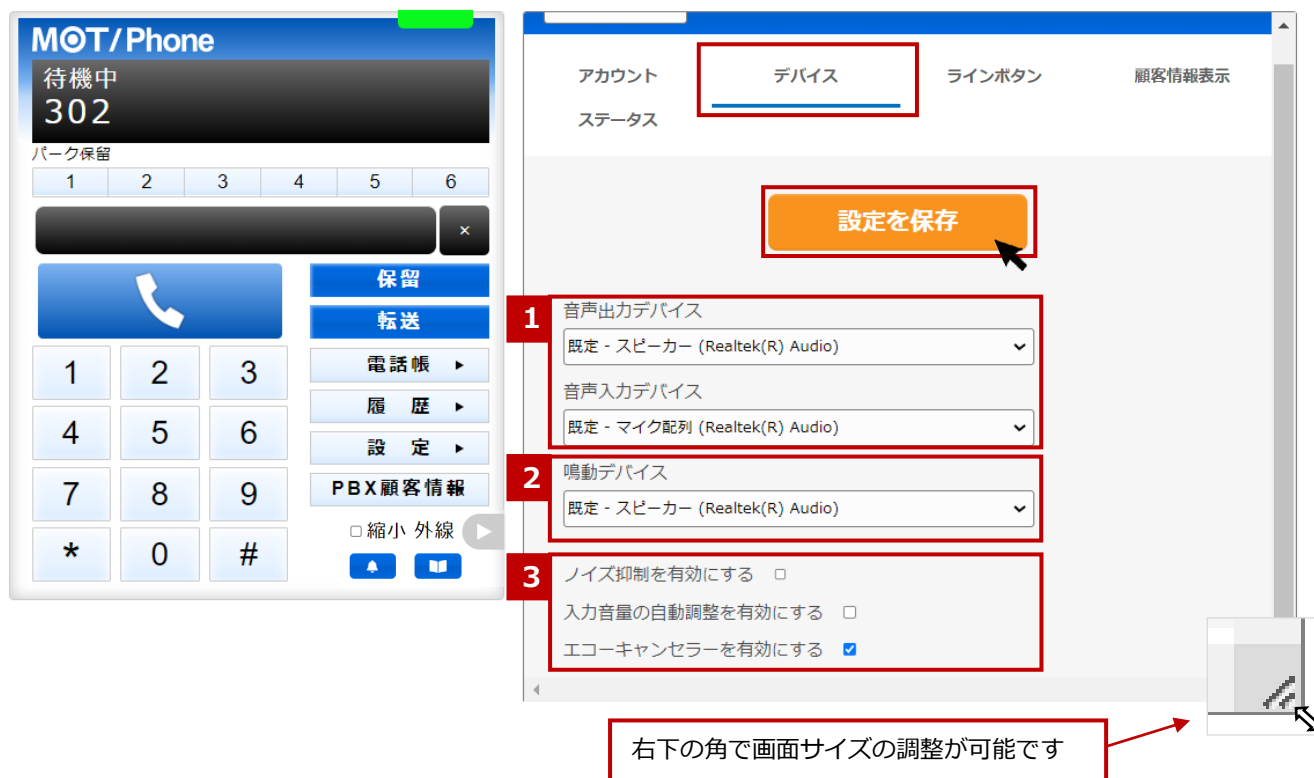 MOT/Phone
待機中
302
パーク保留
1 2 3 4 5 6
×
保留
転送
1 2 3
電話帳 ▸
履 歴 ▸
4 5 6
設 定 ▸
7 8 9
PBX顧客情報
縮小 外線
* 0 #
アカウント デバイス ラインボタン 顧客情報表示
ステータス
設定を保存
1
音声出力デバイス
既定 - スピーカー (Realtek(R) Audio)
音声入力デバイス
既定 - マイク配列 (Realtek(R) Audio)
2
鳴動デバイス
既定 - スピーカー (Realtek(R) Audio)
3
ノイズ抑制を有効にする
入力音量の自動調整を有効にする
エコーキャンセラーを有効にする
右下の角で画面サイズの調整が可能です